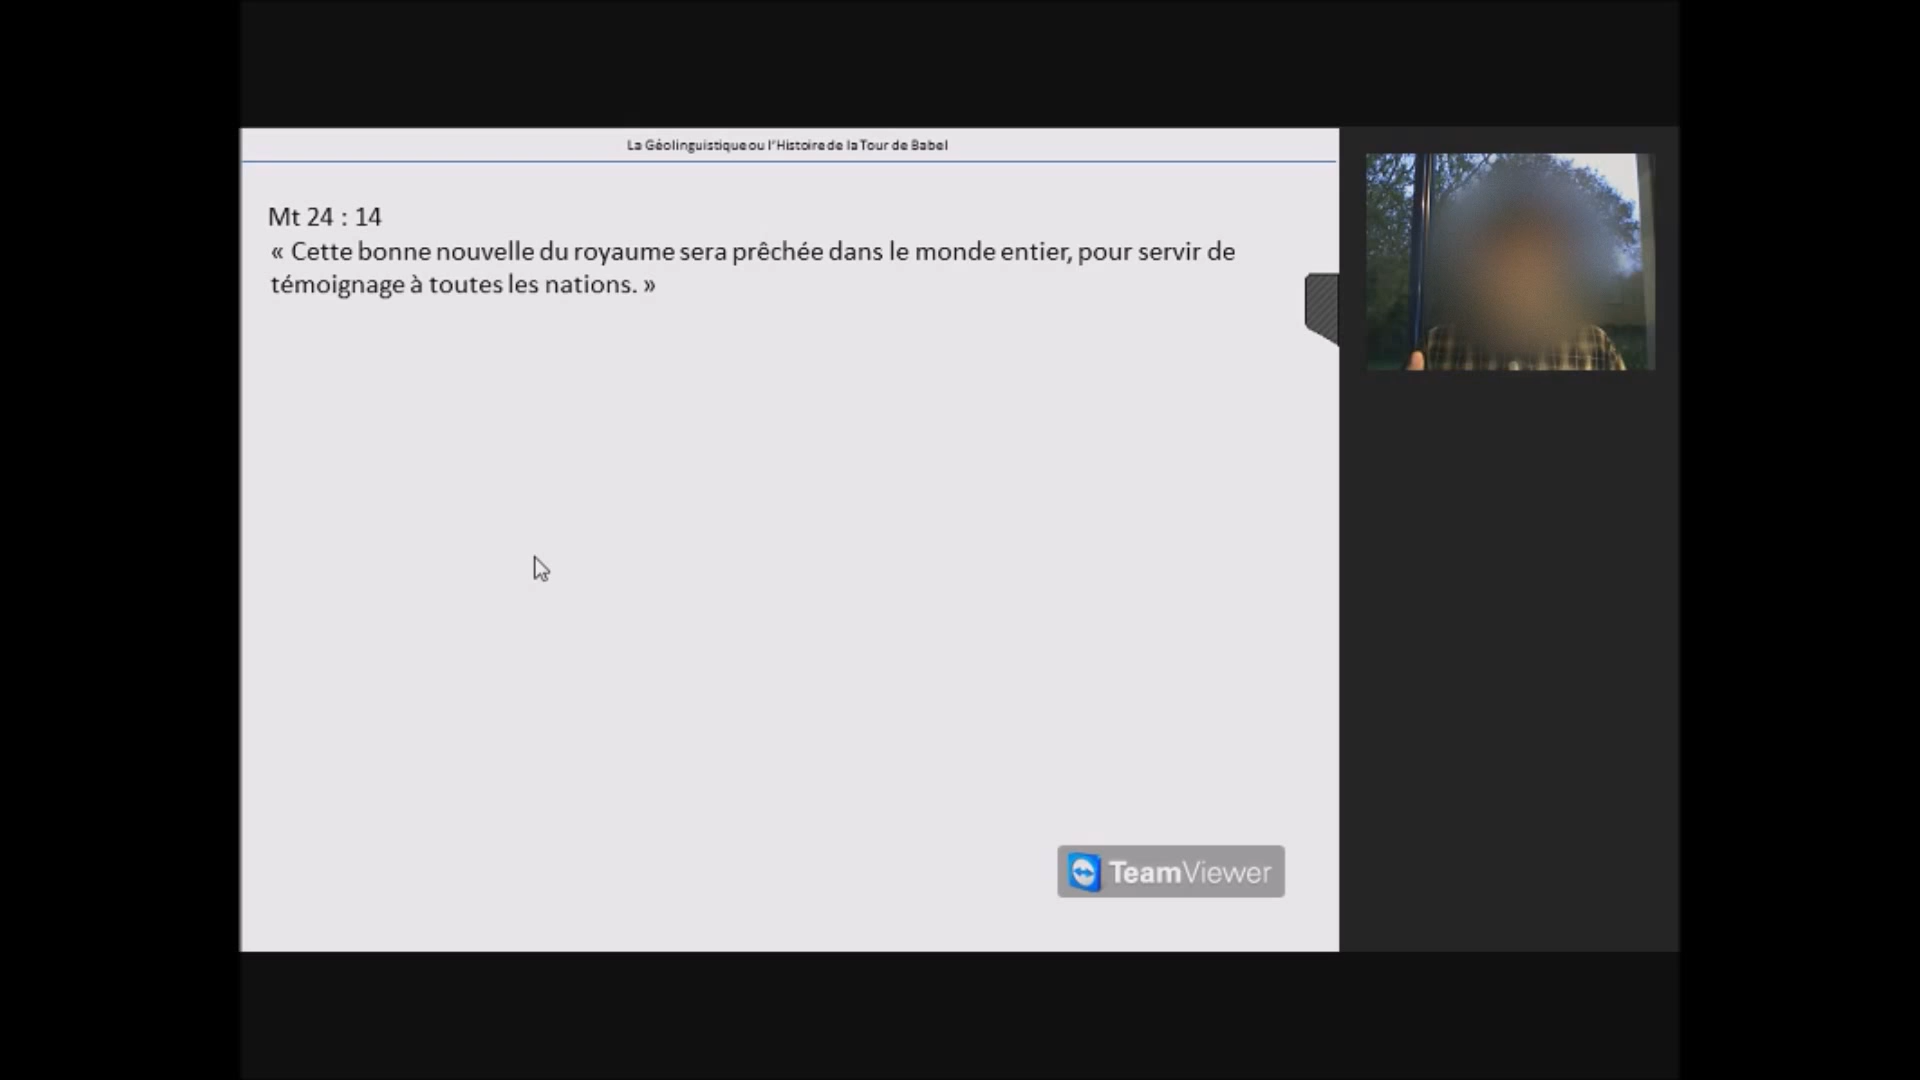 La Géolinguistique ou l'Histoire de la Tour de Babel
Mt 24 : 14
« Cette bonne nouvelle du royaume sera prêchée dans le monde entier, pour servir de
témoignage à toutes les nations. »
TeamViewer